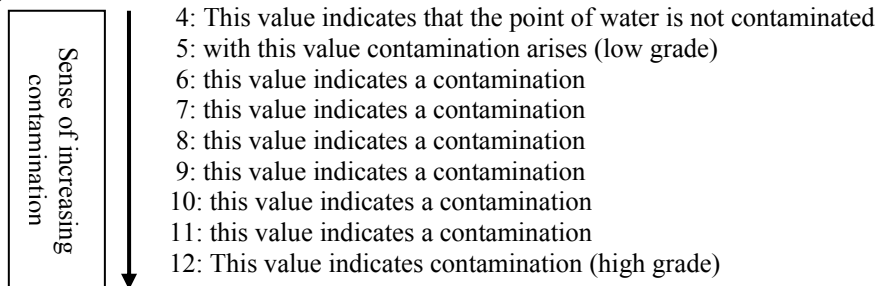 Sense of increasing
contamination
4: This value indicates that the point of water is not contaminated
5: with this value contamination arises (low grade)
6: this value indicates a contamination
7: this value indicates a contamination
8: this value indicates a contamination
9: this value indicates a contamination
10: this value indicates a contamination
11: this value indicates a contamination
12: This value indicates contamination (high grade)